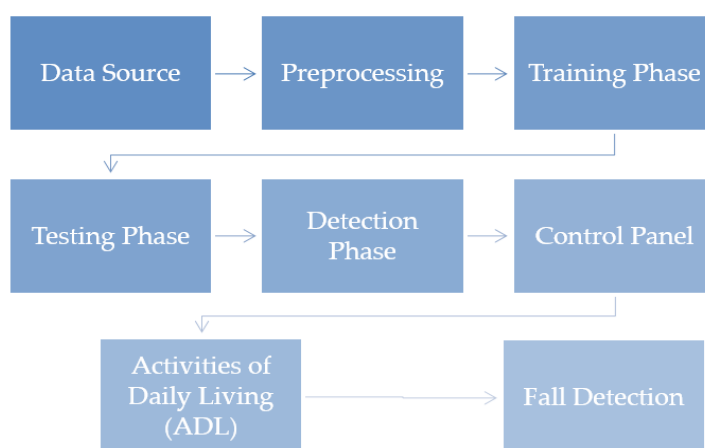 Data Source
Preprocessing
Training Phase
Testing Phase
Detection
Phase
Control Panel
Activities of
Daily Living
(ADL)
Fall Detection